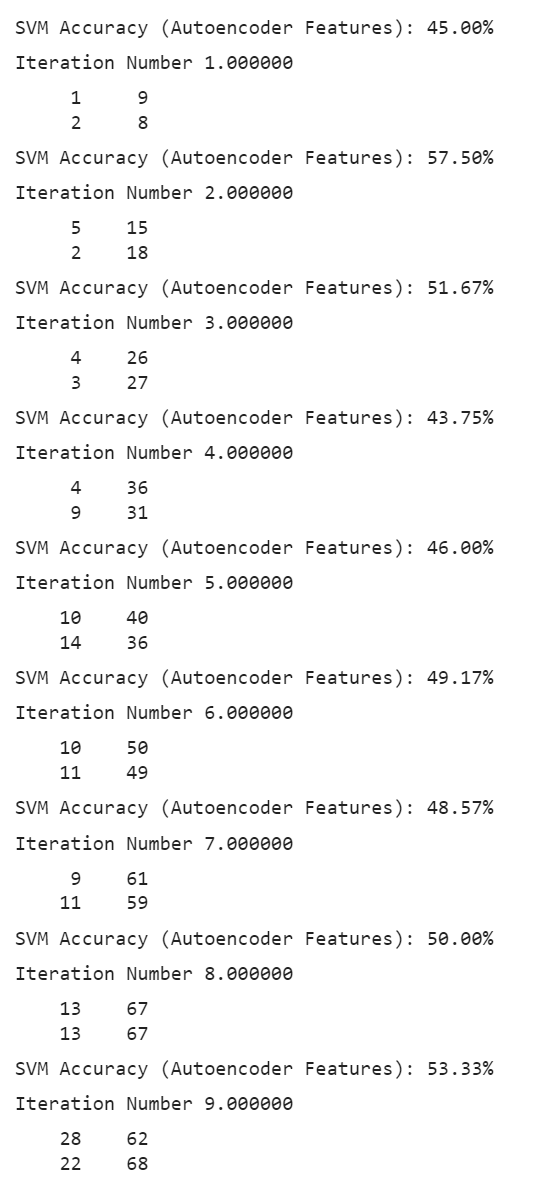 SVM Accuracy (Autoencoder Features): 45.00%
Iteration Number 1.000000
1 9
2 8
SVM Accuracy (Autoencoder Features): 57.50%
Iteration Number 2.000000
5 15
2 18
SVM Accuracy (Autoencoder Features): 51.67%
Iteration Number 3.000000
4 26
3 27
SVM Accuracy (Autoencoder Features): 43.75%
Iteration Number 4.000000
4 36
9 31
SVM Accuracy (Autoencoder Features): 46.00%
Iteration Number 5.000000
10 40
14 36
SVM Accuracy (Autoencoder Features): 49.17%
Iteration Number 6.000000
10 50
11 49
SVM Accuracy (Autoencoder Features): 48.57%
Iteration Number 7.000000
9 61
11 59
SVM Accuracy (Autoencoder Features): 50.00%
Iteration Number 8.000000
13 67
13 67
SVM Accuracy (Autoencoder Features): 53.33%
Iteration Number 9.000000
28 62
22 68